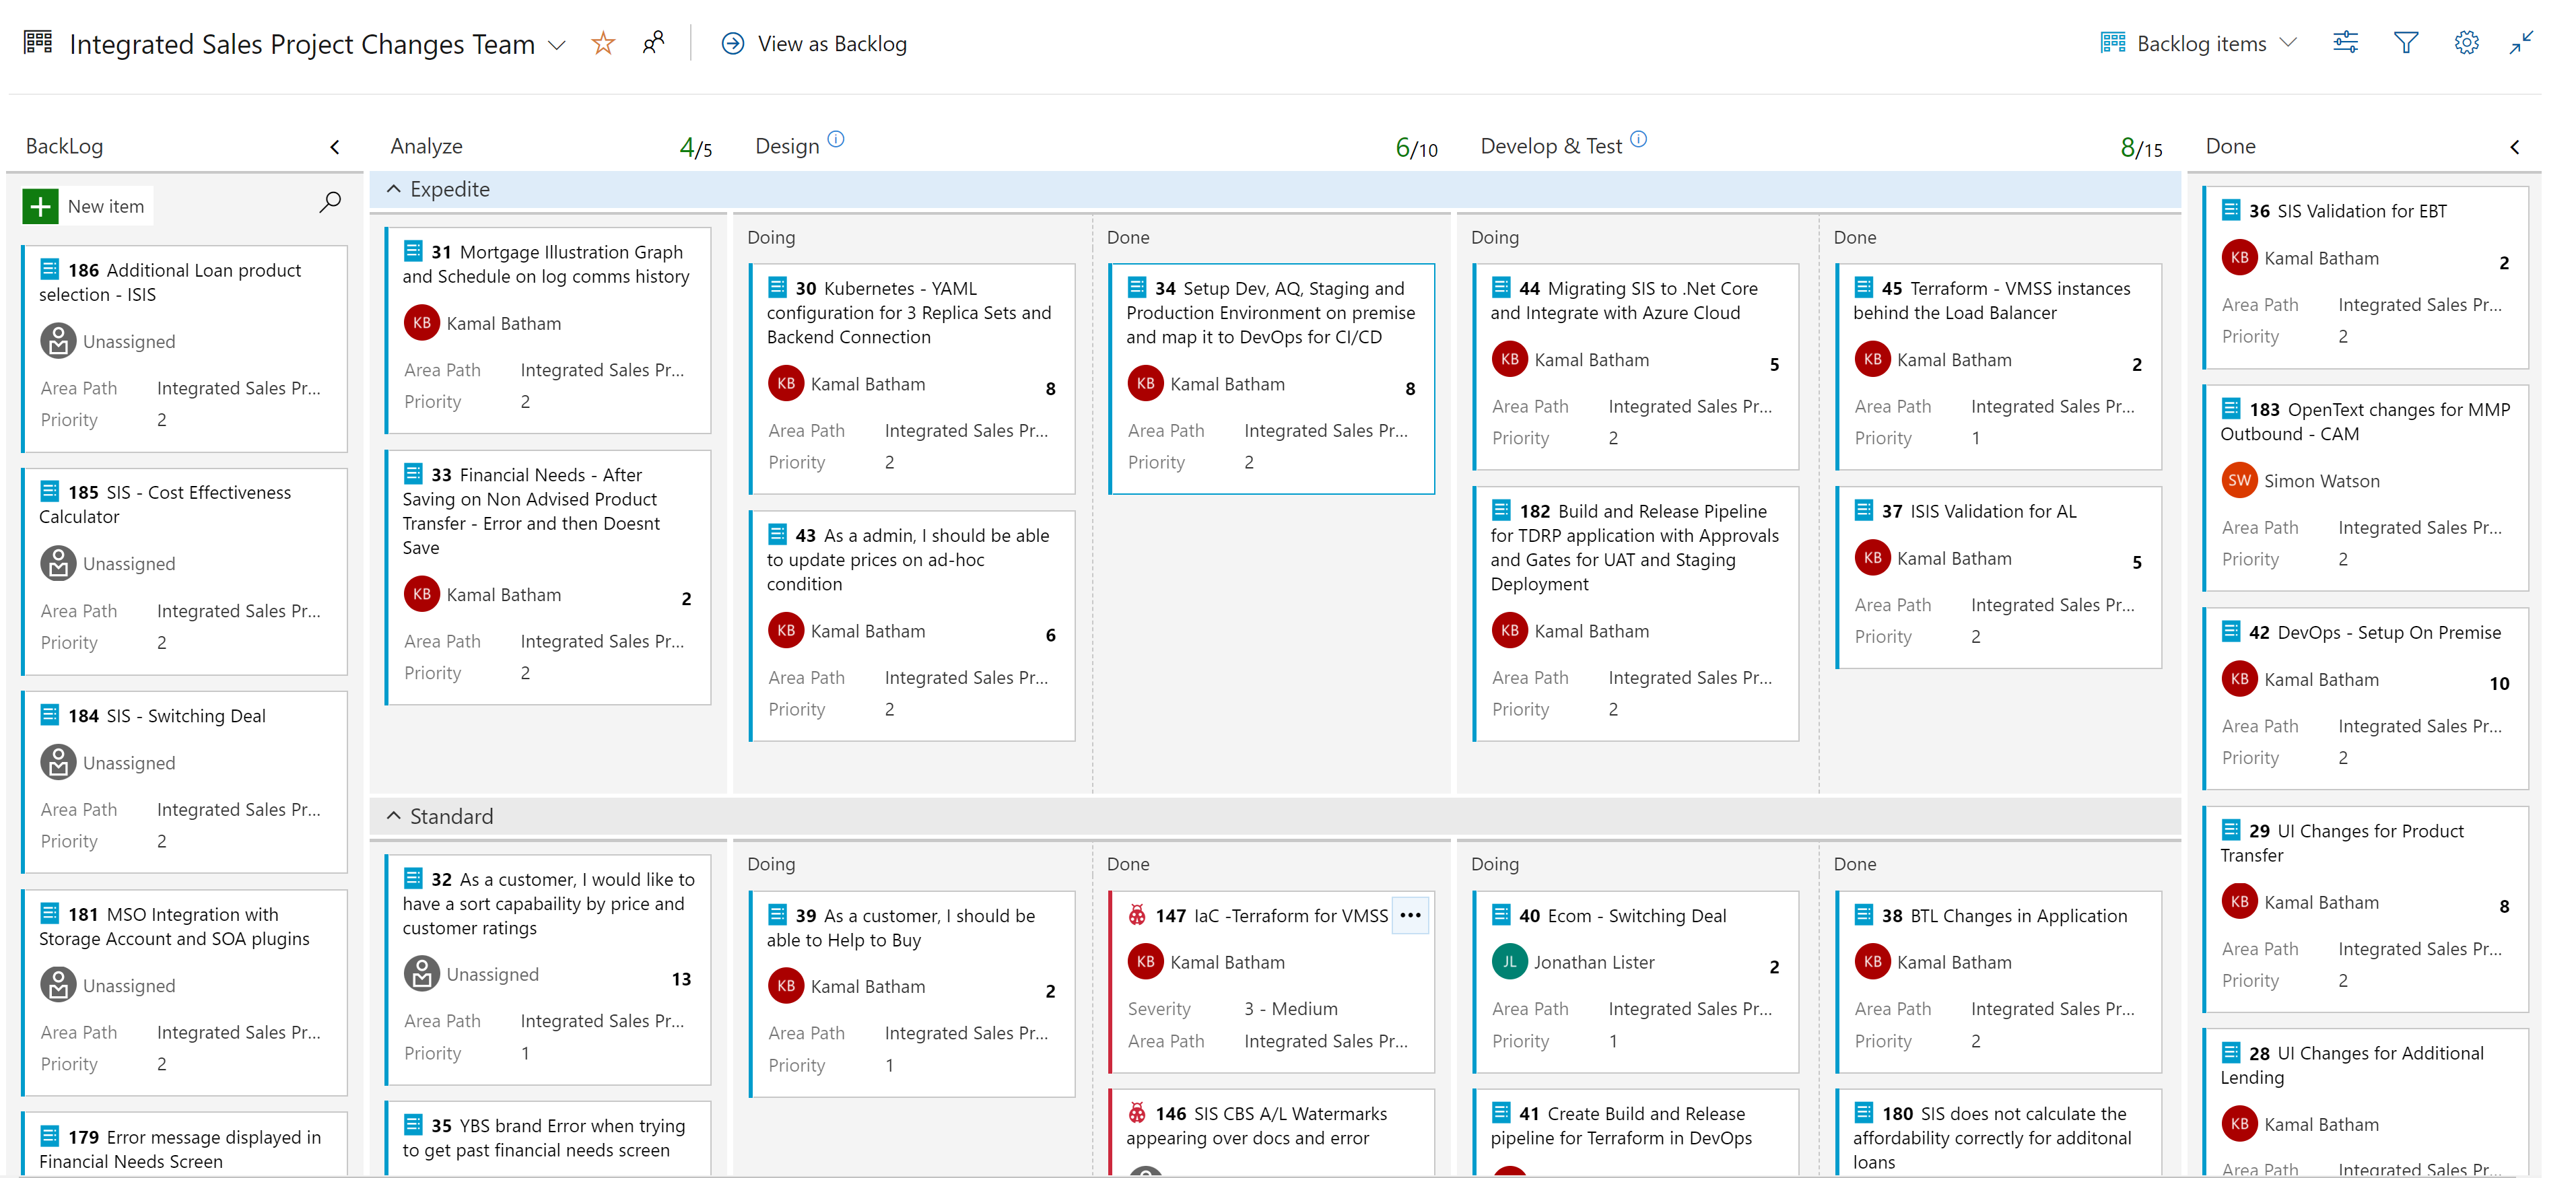 Integrated Sales Project Changes Team
View as Backlog
Backlog items
BackLog
Analyze
4/5
Design
6/10
Develop & Test
8/15
Done
New item
186 Additional Loan product
selection - ISIS
Unassigned
Area Path Integrated Sales Pr...
Priority 2
185 SIS - Cost Effectiveness
Calculator
Unassigned
Area Path Integrated Sales Pr...
Priority 2
184 SIS - Switching Deal
Unassigned
Area Path Integrated Sales Pr...
Priority 2
181 MSO Integration with
Storage Account and SOA plugins
Unassigned
Area Path Integrated Sales Pr...
Priority 2
179 Error message displayed in
Financial Needs Screen
Expedite
31 Mortgage Illustration Graph
and Schedule on log comms history
KB Kamal Batham
Area Path Integrated Sales Pr...
Priority 2
33 Financial Needs - After
Saving on Non Advised Product
Transfer - Error and then Doesnt
Save
KB Kamal Batham 2
Area Path Integrated Sales Pr...
Priority 2
Doing
30 Kubernetes - YAML
configuration for 3 Replica Sets and
Backend Connection
KB Kamal Batham 8
Area Path Integrated Sales Pr...
Priority 2
43 As a admin, I should be able
to update prices on ad-hoc
condition
KB Kamal Batham 6
Area Path Integrated Sales Pr...
Priority 2
Done
34 Setup Dev, AQ, Staging and
Production Environment on premise
and map it to DevOps for CI/CD
KB Kamal Batham 8
Area Path Integrated Sales Pr...
Priority 2
Doing
44 Migrating SIS to .Net Core
and Integrate with Azure Cloud
KB Kamal Batham 5
Area Path Integrated Sales Pr...
Priority 2
182 Build and Release Pipeline
for TDRP application with Approvals
and Gates for UAT and Staging
Deployment
KB Kamal Batham
Area Path Integrated Sales Pr...
Priority 2
Done
45 Terraform - VMSS instances
behind the Load Balancer
KB Kamal Batham 2
Area Path Integrated Sales Pr...
Priority 1
37 ISIS Validation for AL
KB Kamal Batham 5
Area Path Integrated Sales Pr...
Priority 2
Standard
32 As a customer, I would like to
have a sort capabaility by price and
customer ratings
Unassigned 13
Area Path Integrated Sales Pr...
Priority 1
35 YBS brand Error when trying
to get past financial needs screen
Doing
39 As a customer, I should be
able to Help to Buy
KB Kamal Batham 2
Area Path Integrated Sales Pr...
Priority 1
Done
147 IaC -Terraform for VMSS
KB Kamal Batham
Severity 3 - Medium
Area Path Integrated Sales Pr...
146 SIS CBS A/L Watermarks
appearing over docs and error
Doing
40 Ecom - Switching Deal
JL Jonathan Lister 2
Area Path Integrated Sales Pr...
Priority 1
41 Create Build and Release
pipeline for Terraform in DevOps
Done
38 BTL Changes in Application
KB Kamal Batham
Area Path Integrated Sales Pr...
Priority 2
180 SIS does not calculate the
affordability correctly for additonal
loans
36 SIS Validation for EBT
KB Kamal Batham 2
Area Path Integrated Sales Pr...
Priority 2
183 OpenText changes for MMP
Outbound - CAM
SW Simon Watson
Area Path Integrated Sales Pr...
Priority 2
42 DevOps - Setup On Premise
KB Kamal Batham 10
Area Path Integrated Sales Pr...
Priority 2
29 UI Changes for Product
Transfer
KB Kamal Batham 8
Area Path Integrated Sales Pr...
Priority 2
28 UI Changes for Additional
Lending
KB Kamal Batham
Area Path Integrated Sales Pr...